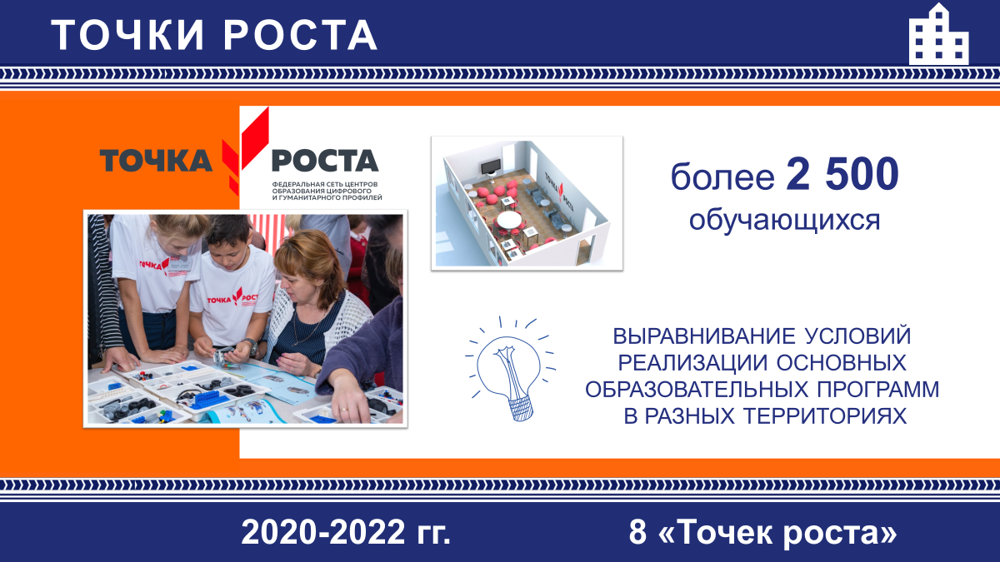 ТОЧКИ РОСТА
ТОЧКА РОСТА
ФЕДЕРАЛЬНАЯ СЕТЬ ЦЕНТРОВ
ОБРАЗОВАНИЯ ЦИФРОВОГО
И ГУМАНИТАРНОГО ПРОФИЛЕЙ
ТОЧКА
ТОЧКА РОСТ
ТОЧКА РОСТА
более 2 500
обучающихся
ВЫРАВНИВАНИЕ УСЛОВИЙ
РЕАЛИЗАЦИИ ОСНОВНЫХ
ОБРАЗОВАТЕЛЬНЫХ ПРОГРАММ
В РАЗНЫХ ТЕРРИТОРИЯХ
2020-2022 гг.
8 «Точек роста»